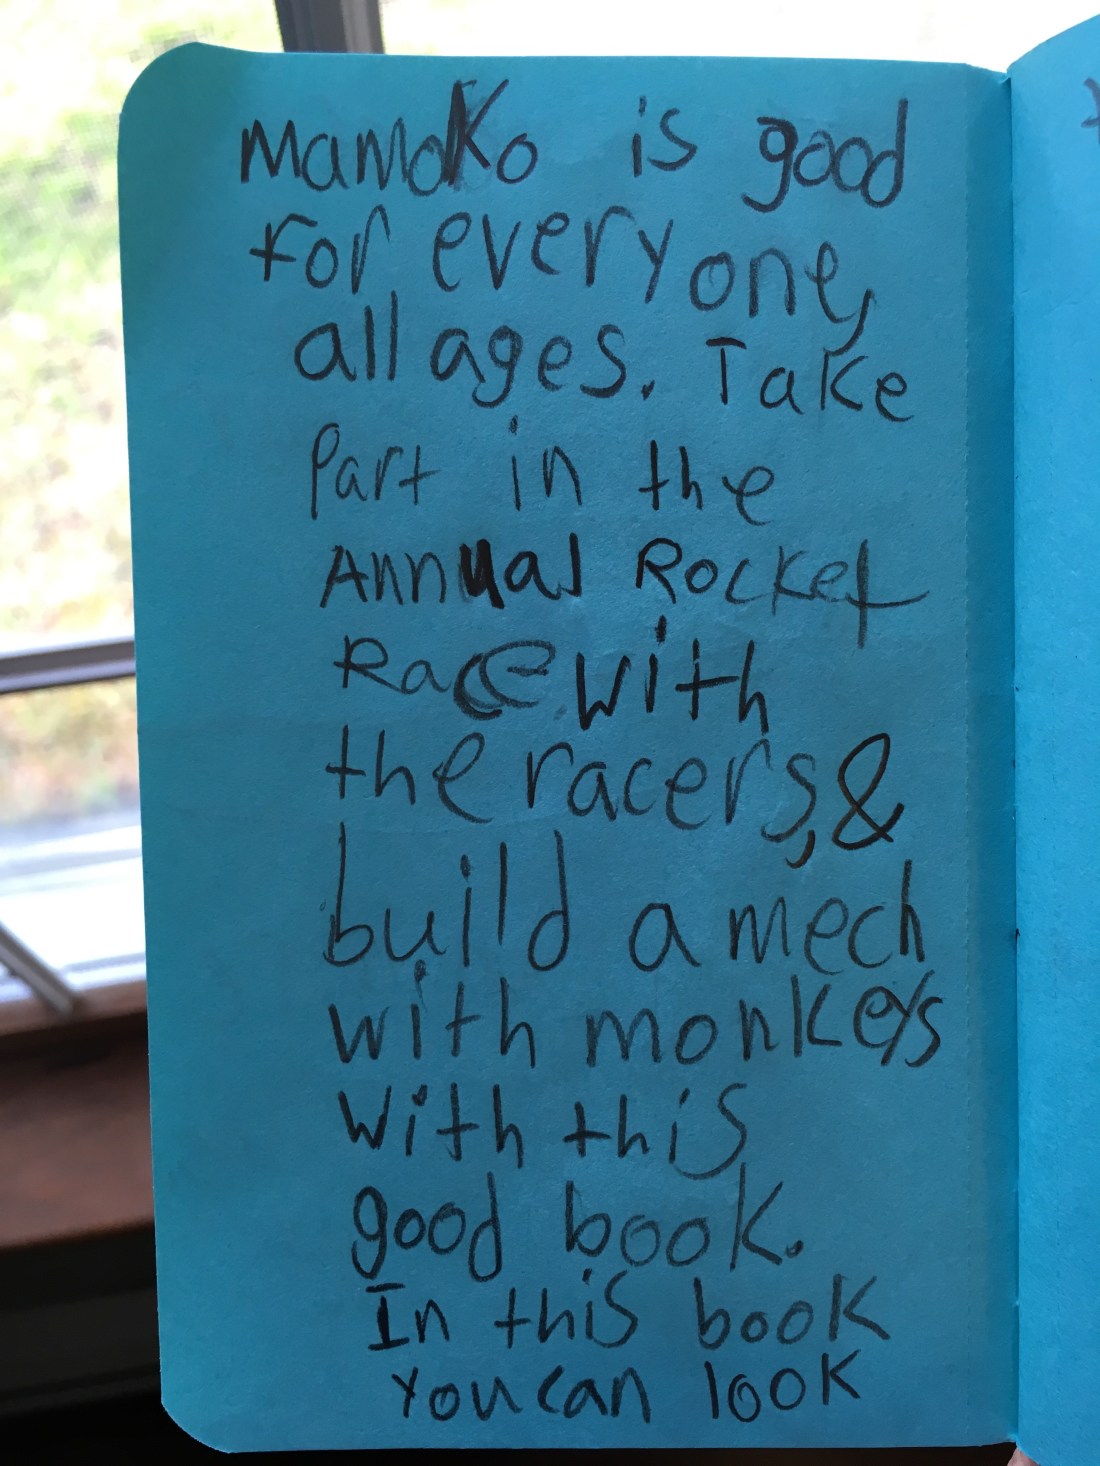 Mamoko is good
for everyone,
all ages. Take
Part in the
Annual Rocket
Race with
the racers, &
build a mech
with monkeys
with this
good book.
In this book
you can look